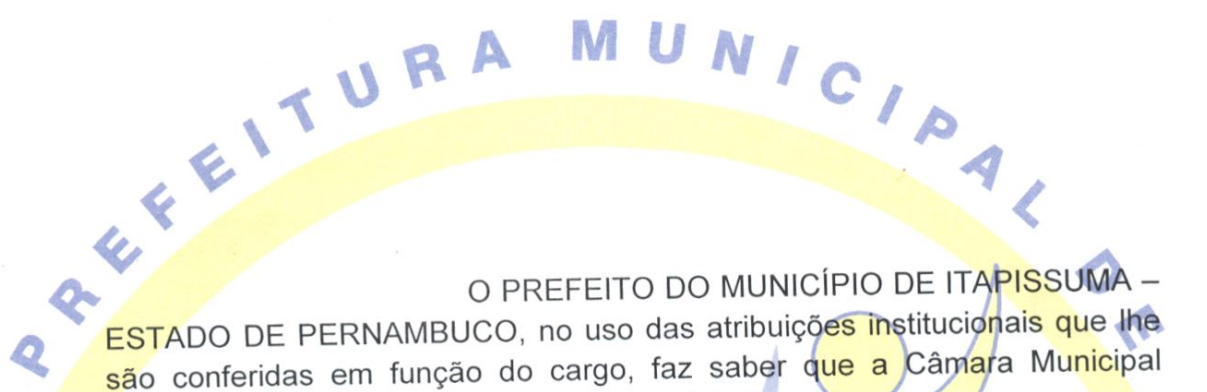 PREFEITURA MUNICIPAL DE
O PREFEITO DO MUNICÍPIO DE ITAPISSUMA –
ESTADO DE PERNAMBUCO, no uso das atribuições institucionais que lhe
são conferidas em função do cargo, faz saber que a Câmara Municipal